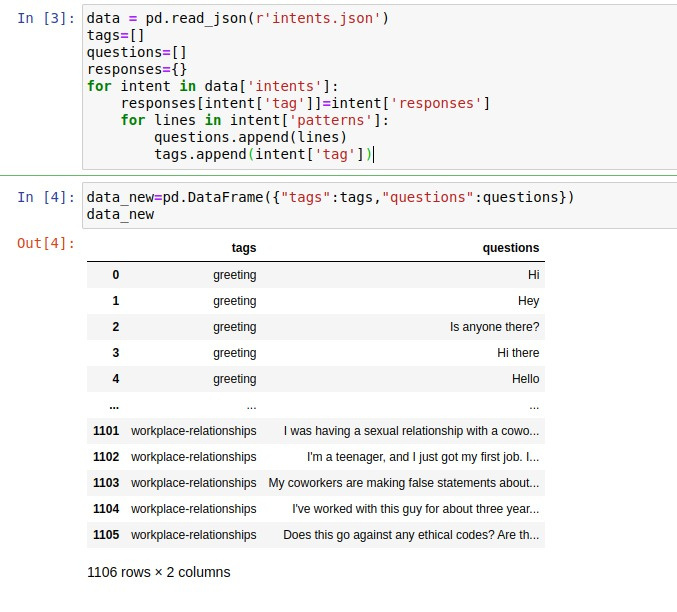 In [3]: data = pd.read_json(r'intents.json')
tags=[]
questions=[]
responses={}
for intent in data['intents']:
    responses[intent['tag']]=intent['responses']
    for lines in intent['patterns']:
        questions.append(lines)
        tags.append(intent['tag'])
In [4]: data_new=pd.DataFrame({"tags":tags,"questions":questions})
data_new
Out[4]:
tags questions
0 greeting Hi
1 greeting Hey
2 greeting Is anyone there?
3 greeting Hi there
4 greeting Hello
... ... ...
1101 workplace-relationships I was having a sexual relationship with a cowo...
1102 workplace-relationships I'm a teenager, and I just got my first job. I...
1103 workplace-relationships My coworkers are making false statements about...
1104 workplace-relationships I've worked with this guy for about three year...
1105 workplace-relationships Does this go against any ethical codes? Are th...
1106 rows × 2 columns